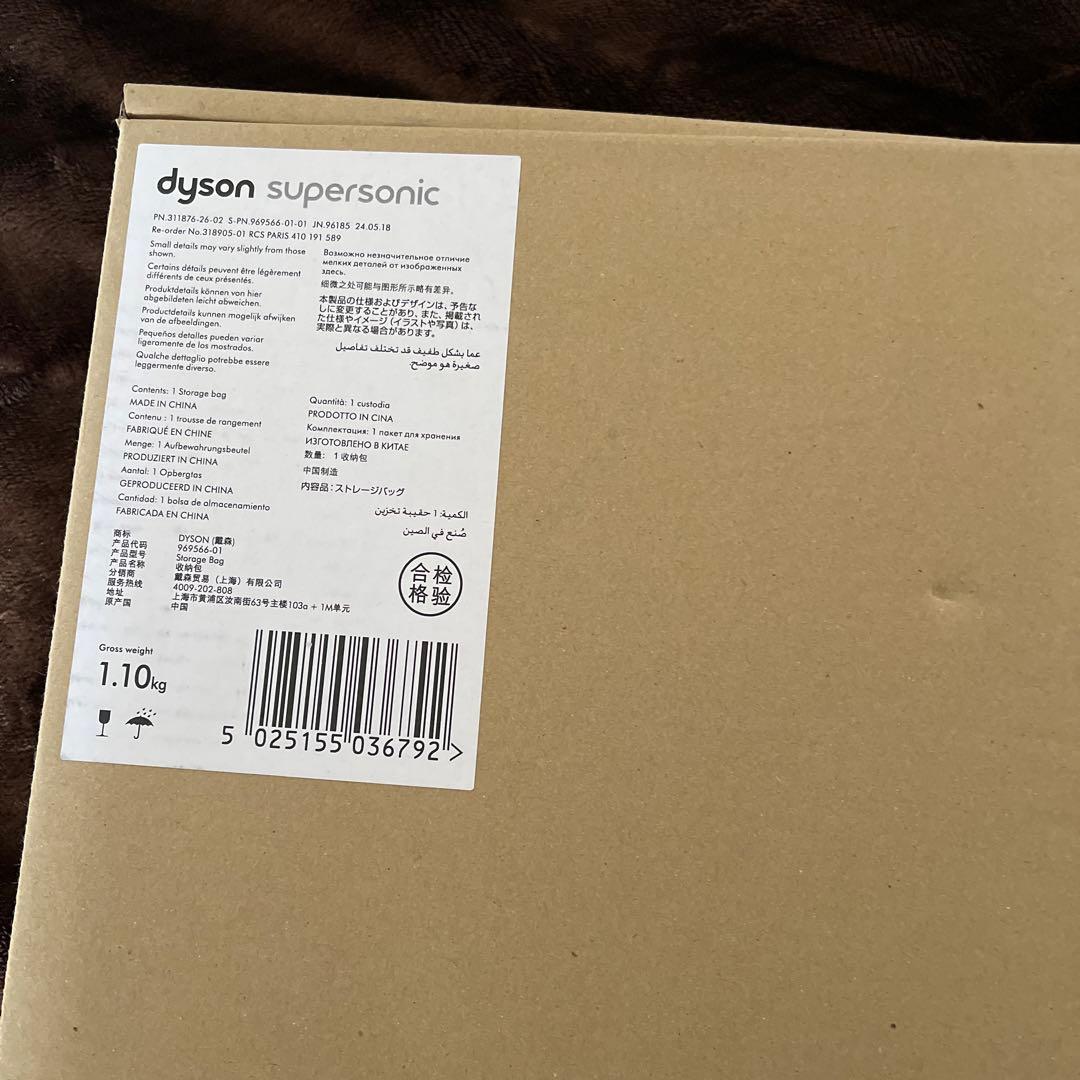 dyson supersonic
PN.311876-26-02 S-PN.969566-01-01 JN.96185 24.05.18
Re-order No.318905-01 RCS PARIS 410 191 589
Small details may vary slightly from those
shown.
Certains détails peuvent être légèrement
différents de ceux présentés.
Produktdetails können von hier
abgebildeten leicht abweichen.
Productdetails kunnen mogelijk afwijken
van de afbeeldingen.
Pequeños detalles pueden variar
ligeramente de los mostrados.
Qualche dettaglio potrebbe essere
leggermente diverso.
Возможно незначительное отличие
мелких деталей от изображенных
здесь.
细微之处可能与图形所示略有差异。
本製品の仕様およびデザインは、予告な
しに変更することがあり、また、掲載され
た仕様やイメージ（イラストや写真）は、
実際と異なる場合があります。
عما بشكل طفيف قد تختلف تفاصيل
صغيرة هو موضح.
Contents: 1 Storage bag
MADE IN CHINA
Contenu : 1 trousse de rangement
FABRIQUÉ EN CHINE
Menge: 1 Aufbewahrungsbeutel
PRODUZIERT IN CHINA
Aantal: 1 Opbergtas
GEPRODUCEERD IN CHINA
Cantidad: 1 bolsa de almacenamiento
FABRICADA EN CHINA
Quantità: 1 custodia
PRODOTTO IN CINA
Комплектация: 1 пакет для хранения
ИЗГОТОВЛЕНО В КИТАЕ
数量: 1 收纳包
中国制造
内容品：ストレージバッグ
الكمية: 1 حقيبة تخزين
صُنع في الصين
商标 DYSON (戴森)
产品代码 969566-01
产品型号 Storage Bag
产品名称 收纳包
分销商 戴森贸易（上海）有限公司
服务热线 4009-202-808
地址 上海市黄浦区汝南街63号主楼103a + 1M单元
原产国 中国
合检
格验
Gross weight
1.10kg
5 025155 036792 >